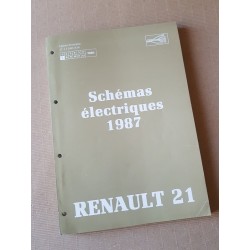 Schémas
électriques
1987
RENAULT 21